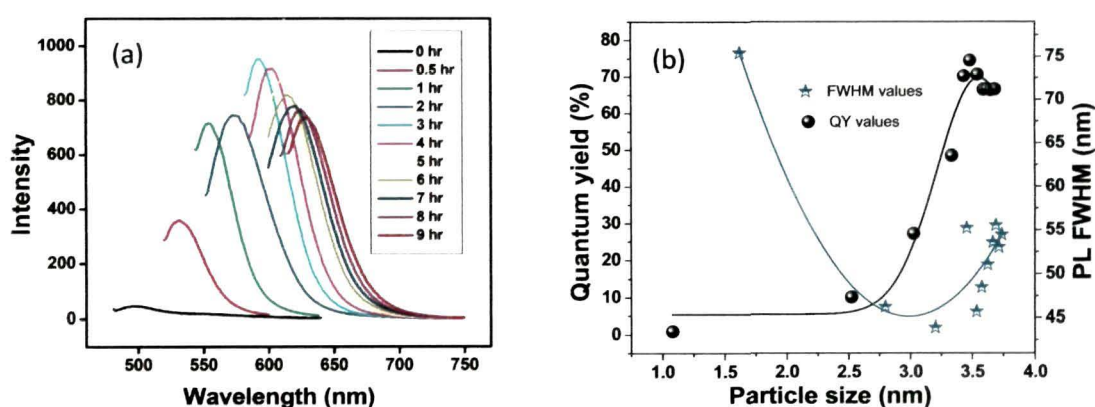 (a)
1000
800
600
400
200
0
Intensity
500 550 600 650 700 750
Wavelength (nm)
0 hr
0.5 hr
1 hr
2 hr
3 hr
4 hr
5 hr
6 hr
7 hr
8 hr
9 hr
(b)
80
70
60
50
40
30
20
10
0
Quantum yield (%)
FWHM values
QY values
75
70
65
60
55
50
45
PL FWHM (nm)
1.0 1.5 2.0 2.5 3.0 3.5 4.0
Particle size (nm)